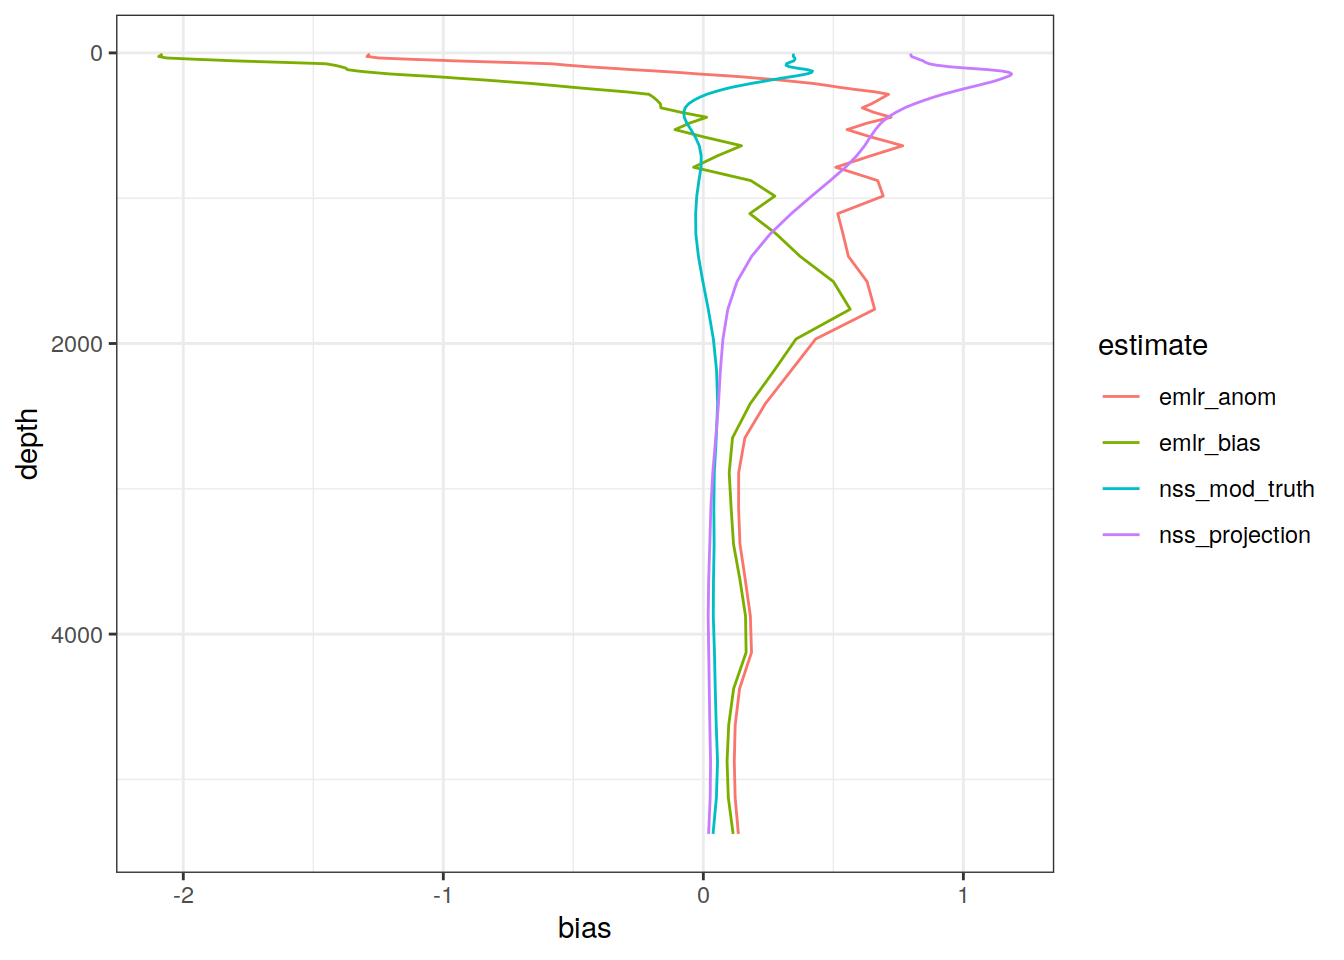 0
2000
4000
depth
-2
-1
0
1
bias
estimate
emlr_anom
emlr_bias
nss_mod_truth
nss_projection